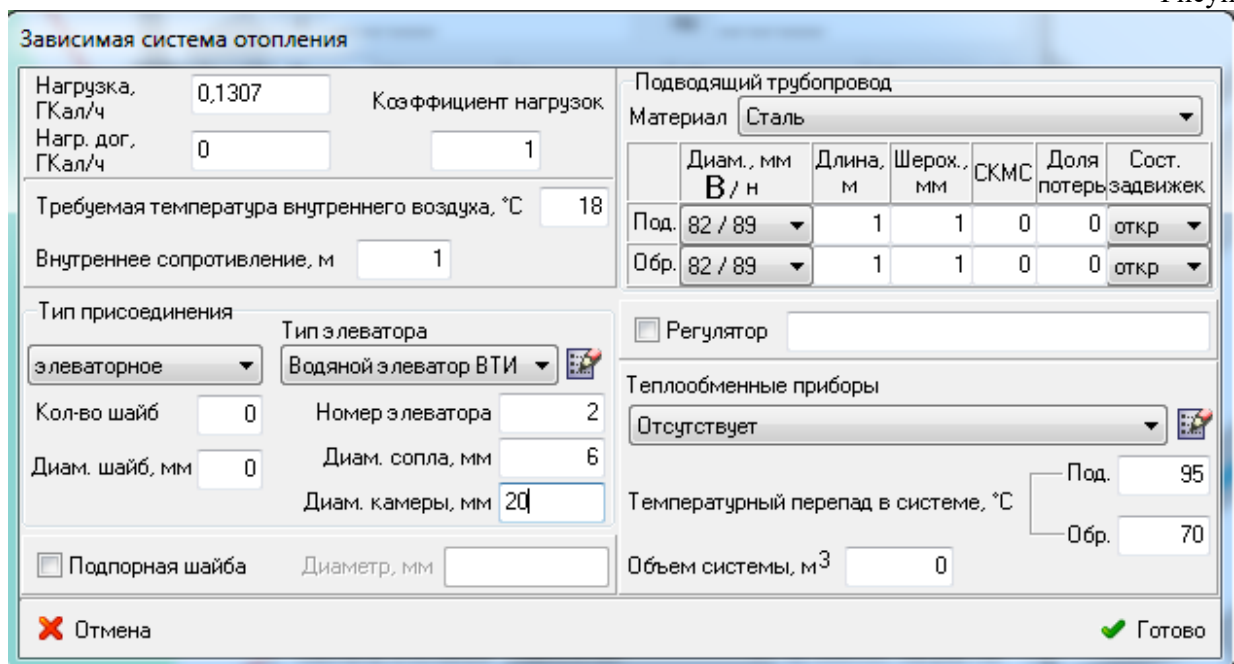 Зависимая система отопления
Нагрузка, ГКал/ч 0,1307
Коэффициент нагрузок
Нагр. дог, ГКал/ч 0
1
Требуемая температура внутреннего воздуха, °С 18
Внутреннее сопротивление, м 1
Подводящий трубопровод
Материал Сталь
Диам., мм В / н Длина, м Шерох., мм СКМС Доля потерь Сост. задвижек
Под. 82 / 89 1 1 0 0 откр
Обр. 82 / 89 1 1 0 0 откр
Тип присоединения
Тип элеватора
элеваторное Водяной элеватор ВТИ
Кол-во шайб 0 Номер элеватора 2
Диам. шайб, мм 0 Диам. сопла, мм 6
Диам. камеры, мм 20
Регулятор
Теплообменные приборы
Отсутствует
Температурный перепад в системе, °С
Под. 95
Обр. 70
Подпорная шайба Диаметр, мм
Объем системы, м3 0
Отмена Готово